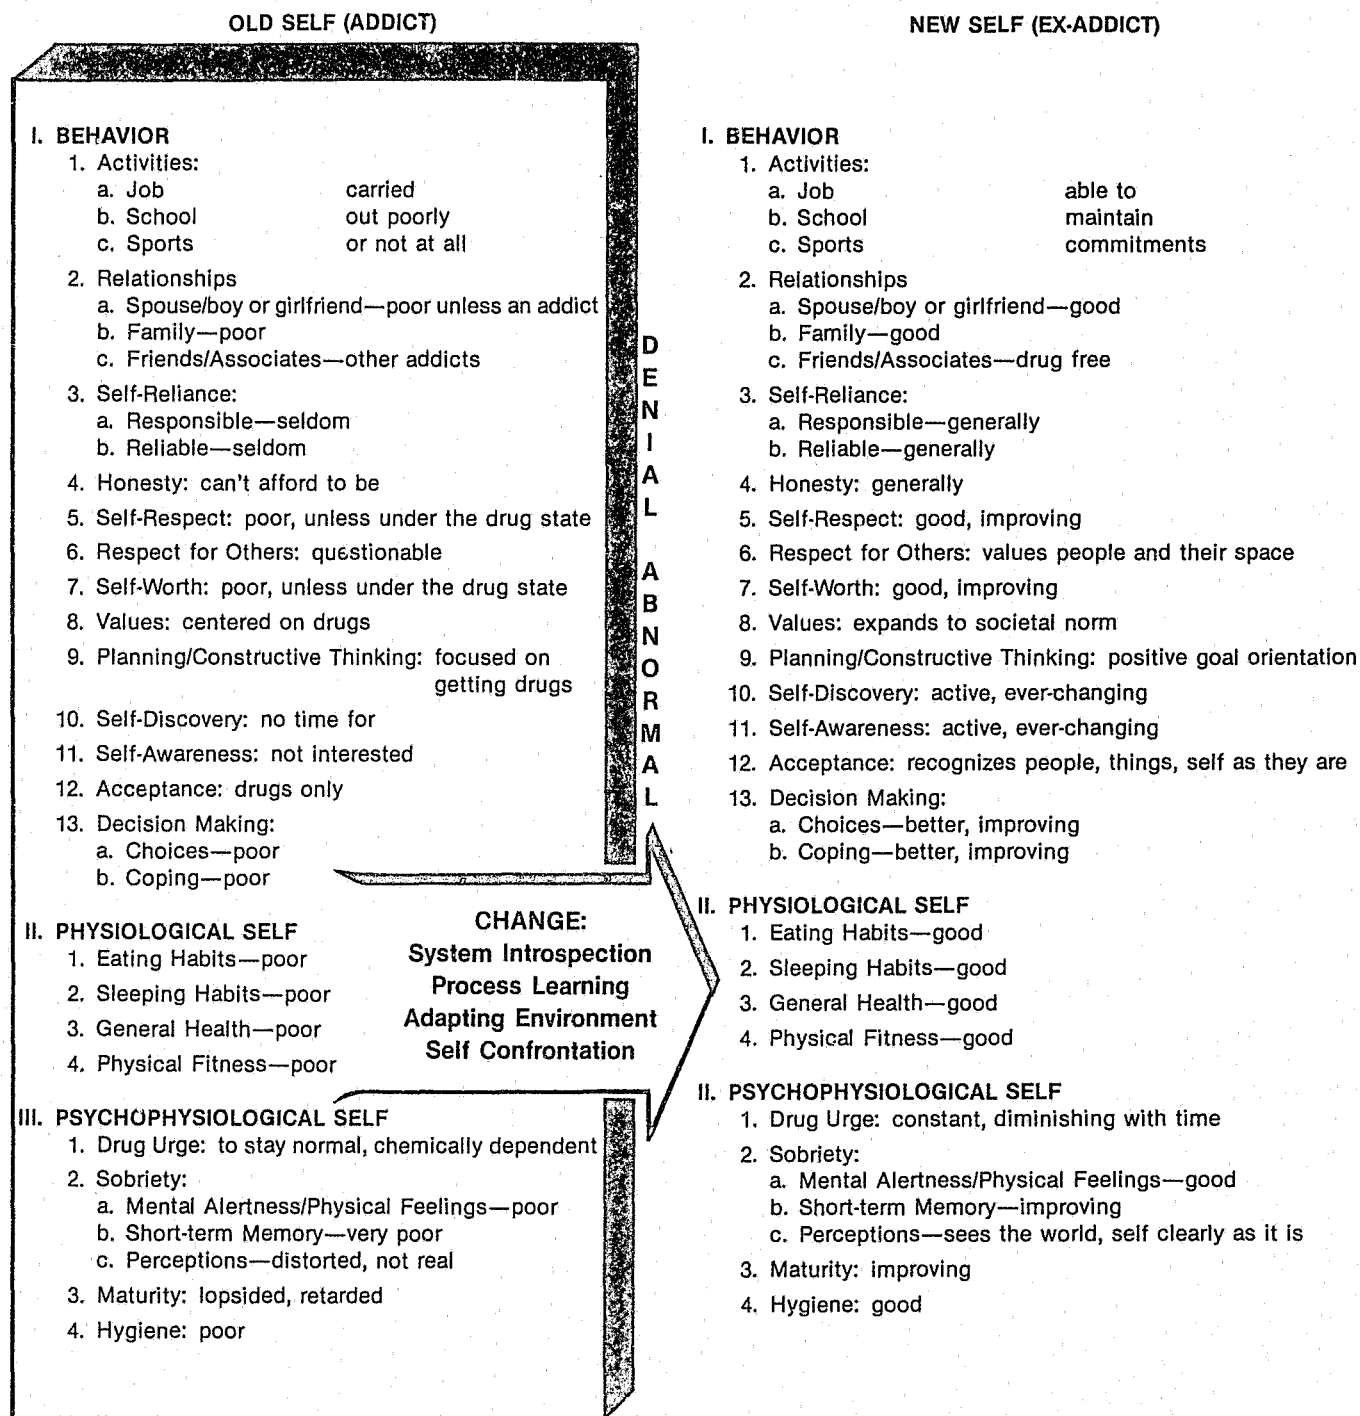 OLD SELF (ADDICT)
I. BEHAVIOR
1. Activities:
a. Job carried
b. School out poorly
c. Sports or not at all
2. Relationships
a. Spouse/boy or girlfriend—poor unless an addict
b. Family—poor
c. Friends/Associates—other addicts
3. Self-Reliance:
a. Responsible—seldom
b. Reliable—seldom
4. Honesty: can't afford to be
5. Self-Respect: poor, unless under the drug state
6. Respect for Others: questionable
7. Self-Worth: poor, unless under the drug state
8. Values: centered on drugs
9. Planning/Constructive Thinking: focused on
getting drugs
10. Self-Discovery: no time for
11. Self-Awareness: not interested
12. Acceptance: drugs only
13. Decision Making:
a. Choices—poor
b. Coping—poor
II. PHYSIOLOGICAL SELF
1. Eating Habits—poor
2. Sleeping Habits—poor
3. General Health—poor
4. Physical Fitness—poor
III. PSYCHOPHYSIOLOGICAL SELF
1. Drug Urge: to stay normal, chemically dependent
2. Sobriety:
a. Mental Alertness/Physical Feelings—poor
b. Short-term Memory—very poor
c. Perceptions—distorted, not real
3. Maturity: lopsided, retarded
4. Hygiene: poor
DENIAL ABNORMAL
CHANGE:
System Introspection
Process Learning
Adapting Environment
Self Confrontation
NEW SELF (EX-ADDICT)
I. BEHAVIOR
1. Activities:
a. Job able to
b. School maintain
c. Sports commitments
2. Relationships
a. Spouse/boy or girlfriend—good
b. Family—good
c. Friends/Associates—drug free
3. Self-Reliance:
a. Responsible—generally
b. Reliable—generally
4. Honesty: generally
5. Self-Respect: good, improving
6. Respect for Others: values people and their space
7. Self-Worth: good, improving
8. Values: expands to societal norm
9. Planning/Constructive Thinking: positive goal orientation
10. Self-Discovery: active, ever-changing
11. Self-Awareness: active, ever-changing
12. Acceptance: recognizes people, things, self as they are
13. Decision Making:
a. Choices—better, improving
b. Coping—better, improving
II. PHYSIOLOGICAL SELF
1. Eating Habits—good
2. Sleeping Habits—good
3. General Health—good
4. Physical Fitness—good
II. PSYCHOPHYSIOLOGICAL SELF
1. Drug Urge: constant, diminishing with time
2. Sobriety:
a. Mental Alertness/Physical Feelings—good
b. Short-term Memory—improving
c. Perceptions—sees the world, self clearly as it is
3. Maturity: improving
4. Hygiene: good